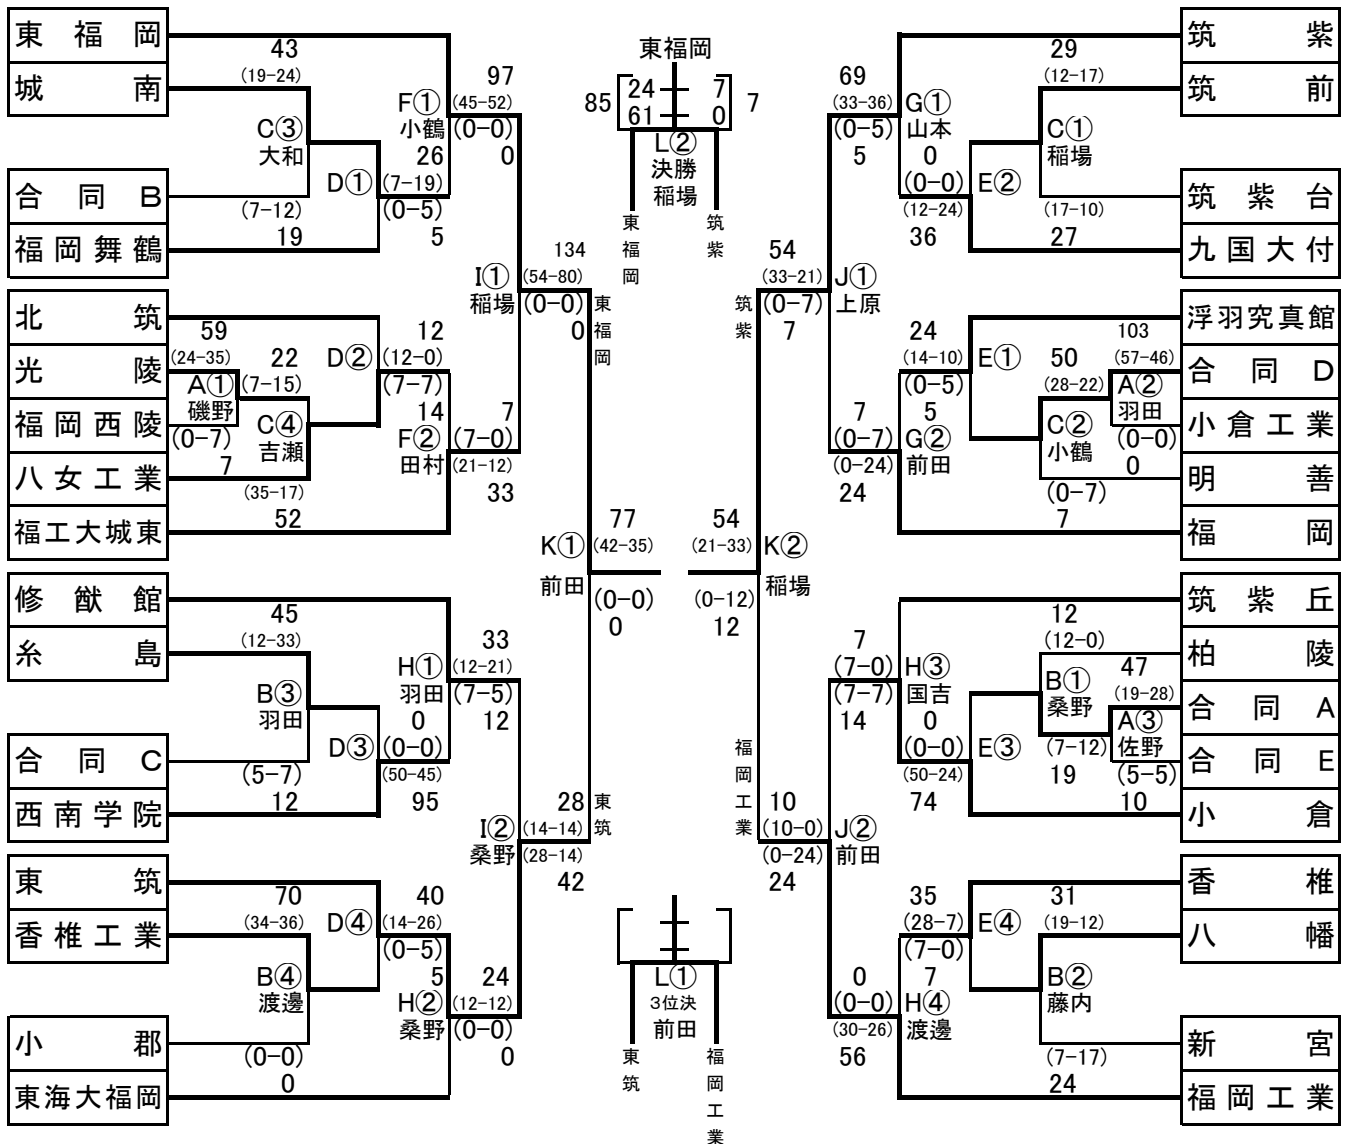 東福岡
城南
合同B
福岡舞鶴
北筑
光陵
福岡西陵
八女工業
福工大城東
修猷館
糸島
合同C
西南学院
東筑
香椎工業
小郡
東海大福岡
43
(19-24)
C③
大和
(7-12)
19
D①
97
F①
(45-52)
小鶴
(0-0)
26
0
(7-19)
(0-5)
5
59
(24-35)
A①
磯野
(0-7)
7
22
(7-15)
C④
吉瀬
(35-17)
52
D②
12
(12-0)
(7-7)
14
7
F②
(7-0)
田村
(21-12)
33
I①
稲場
134
(54-80)
(0-0)
0
東福岡
45
(12-33)
B③
羽田
(5-7)
12
D③
33
H①
(12-21)
羽田
(7-5)
0
12
(0-0)
(50-45)
95
70
(34-36)
B④
渡邊
(0-0)
0
D④
40
(14-26)
(0-5)
5
24
H②
(12-12)
桑野
(0-0)
0
I②
桑野
28
(14-14)
(28-14)
42
東筑
K①
前田
77
(42-35)
(0-0)
0
東福岡
85
24
7
61
0
7
L②
決勝
稲場
東福岡
筑紫
54
(21-33)
(0-12)
12
K②
稲場
L①
3位決
前田
東筑
福岡工業
筑紫
54
(33-21)
(0-7)
7
J①
上原
69
(33-36)
(0-5)
5
G①
山本
0
(0-0)
(12-24)
36
E②
29
(12-17)
C①
稲場
(17-10)
27
24
(14-10)
(0-5)
5
E①
7
(0-7)
(0-24)
24
G②
前田
50
(28-22)
C②
小鶴
(0-7)
7
103
(57-46)
A②
羽田
(0-0)
0
福岡工業
10
(10-0)
(0-24)
24
J②
前田
7
(7-0)
(7-7)
14
H③
国吉
0
(0-0)
(50-24)
74
E③
12
(12-0)
B①
桑野
(7-12)
19
47
(19-28)
A③
佐野
(5-5)
10
35
(28-7)
(7-0)
7
E④
0
(0-0)
(30-26)
56
H④
渡邊
31
(19-12)
B②
藤内
(7-17)
24
筑紫
筑前
筑紫台
九国大付
浮羽究真館
合同D
小倉工業
明善
福岡
筑紫丘
柏陵
合同A
合同E
小倉
香椎
八幡
新宮
福岡工業